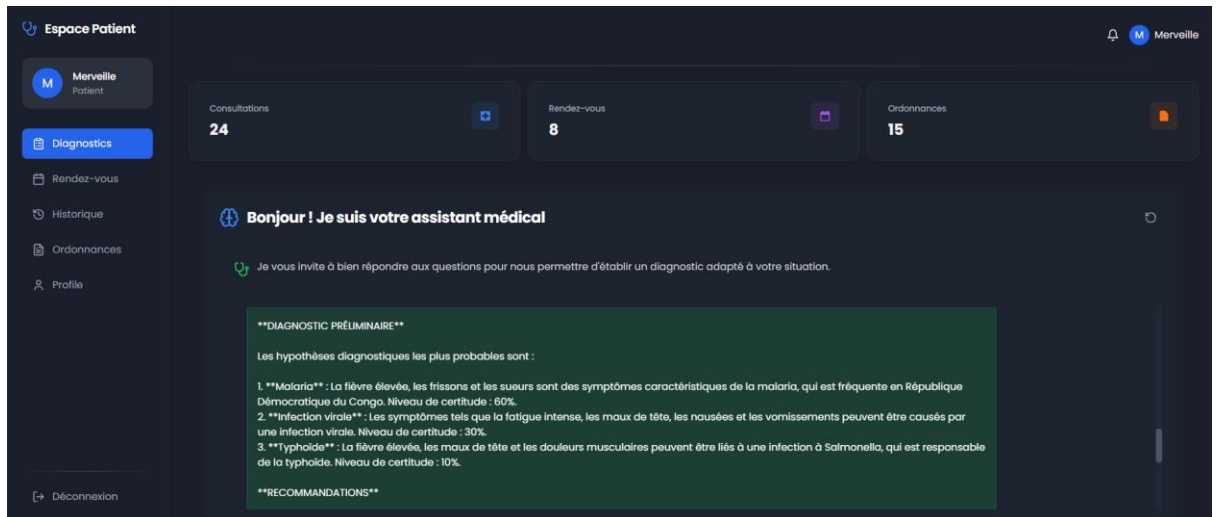 Espace Patient
M Merveille
M
Merveille
Patient
Diagnostics
Rendez-vous
Historique
Ordonnances
Profile
Déconnexion
Consultations
24
Rendez-vous
8
Ordonnances
15
Bonjour ! Je suis votre assistant médical
Je vous invite à bien répondre aux questions pour nous permettre d'établir un diagnostic adapté à votre situation.
**DIAGNOSTIC PRÉLIMINAIRE**
Les hypothèses diagnostiques les plus probables sont :
1. **Malaria** : La fièvre élevée, les frissons et les sueurs sont des symptômes caractéristiques de la malaria, qui est fréquente en République
Démocratique du Congo. Niveau de certitude : 60%.
2. **Infection virale** : Les symptômes tels que la fatigue intense, les maux de tête, les nausées et les vomissements peuvent être causés par
une infection virale. Niveau de certitude : 30%.
3. **Typhoïde** : La fièvre élevée, les maux de tête et les douleurs musculaires peuvent être liés à une infection à Salmonella, qui est responsable
de la typhoïde. Niveau de certitude : 10%.
**RECOMMANDATIONS**